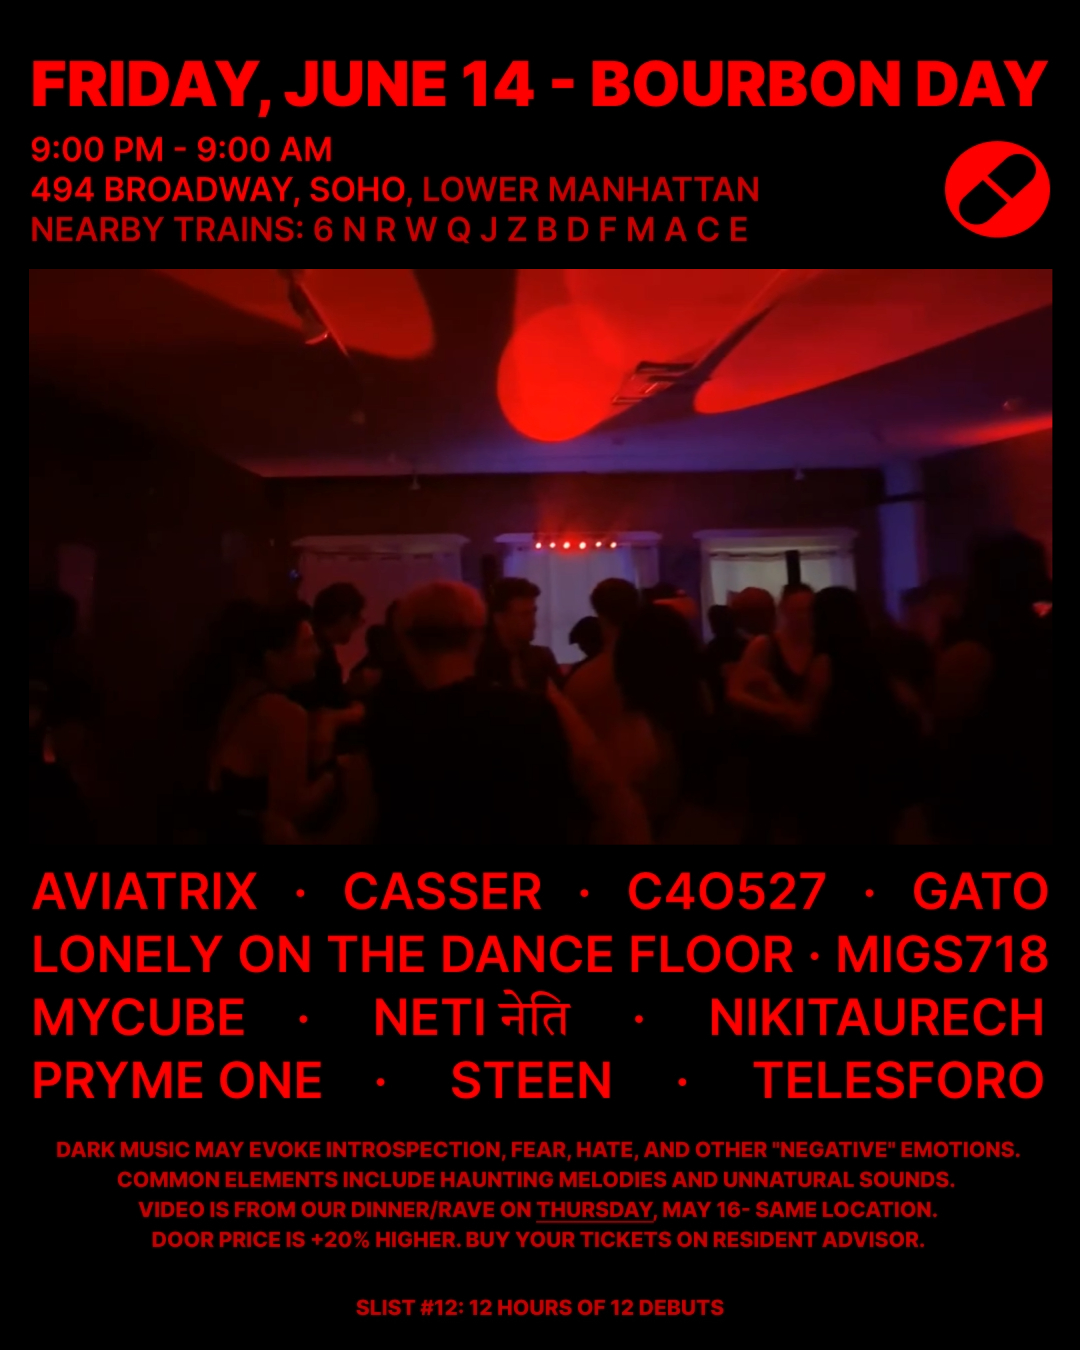 FRIDAY, JUNE 14 - BOURBON DAY
9:00 PM - 9:00 AM
494 BROADWAY, SOHO, LOWER MANHATTAN
NEARBY TRAINS: 6 N R W Q J Z B D F M A C E
AVIATRIX · CASSER · C4O527 · GATO
LONELY ON THE DANCE FLOOR · MIGS718
MYCUBE · NETI नेति · NIKITAURECH
PRYME ONE · STEEN · TELESFORO
DARK MUSIC MAY EVOKE INTROSPECTION, FEAR, HATE, AND OTHER "NEGATIVE" EMOTIONS.
COMMON ELEMENTS INCLUDE HAUNTING MELODIES AND UNNATURAL SOUNDS.
VIDEO IS FROM OUR DINNER/RAVE ON THURSDAY, MAY 16- SAME LOCATION.
DOOR PRICE IS +20% HIGHER. BUY YOUR TICKETS ON RESIDENT ADVISOR.
SLIST #12: 12 HOURS OF 12 DEBUTS